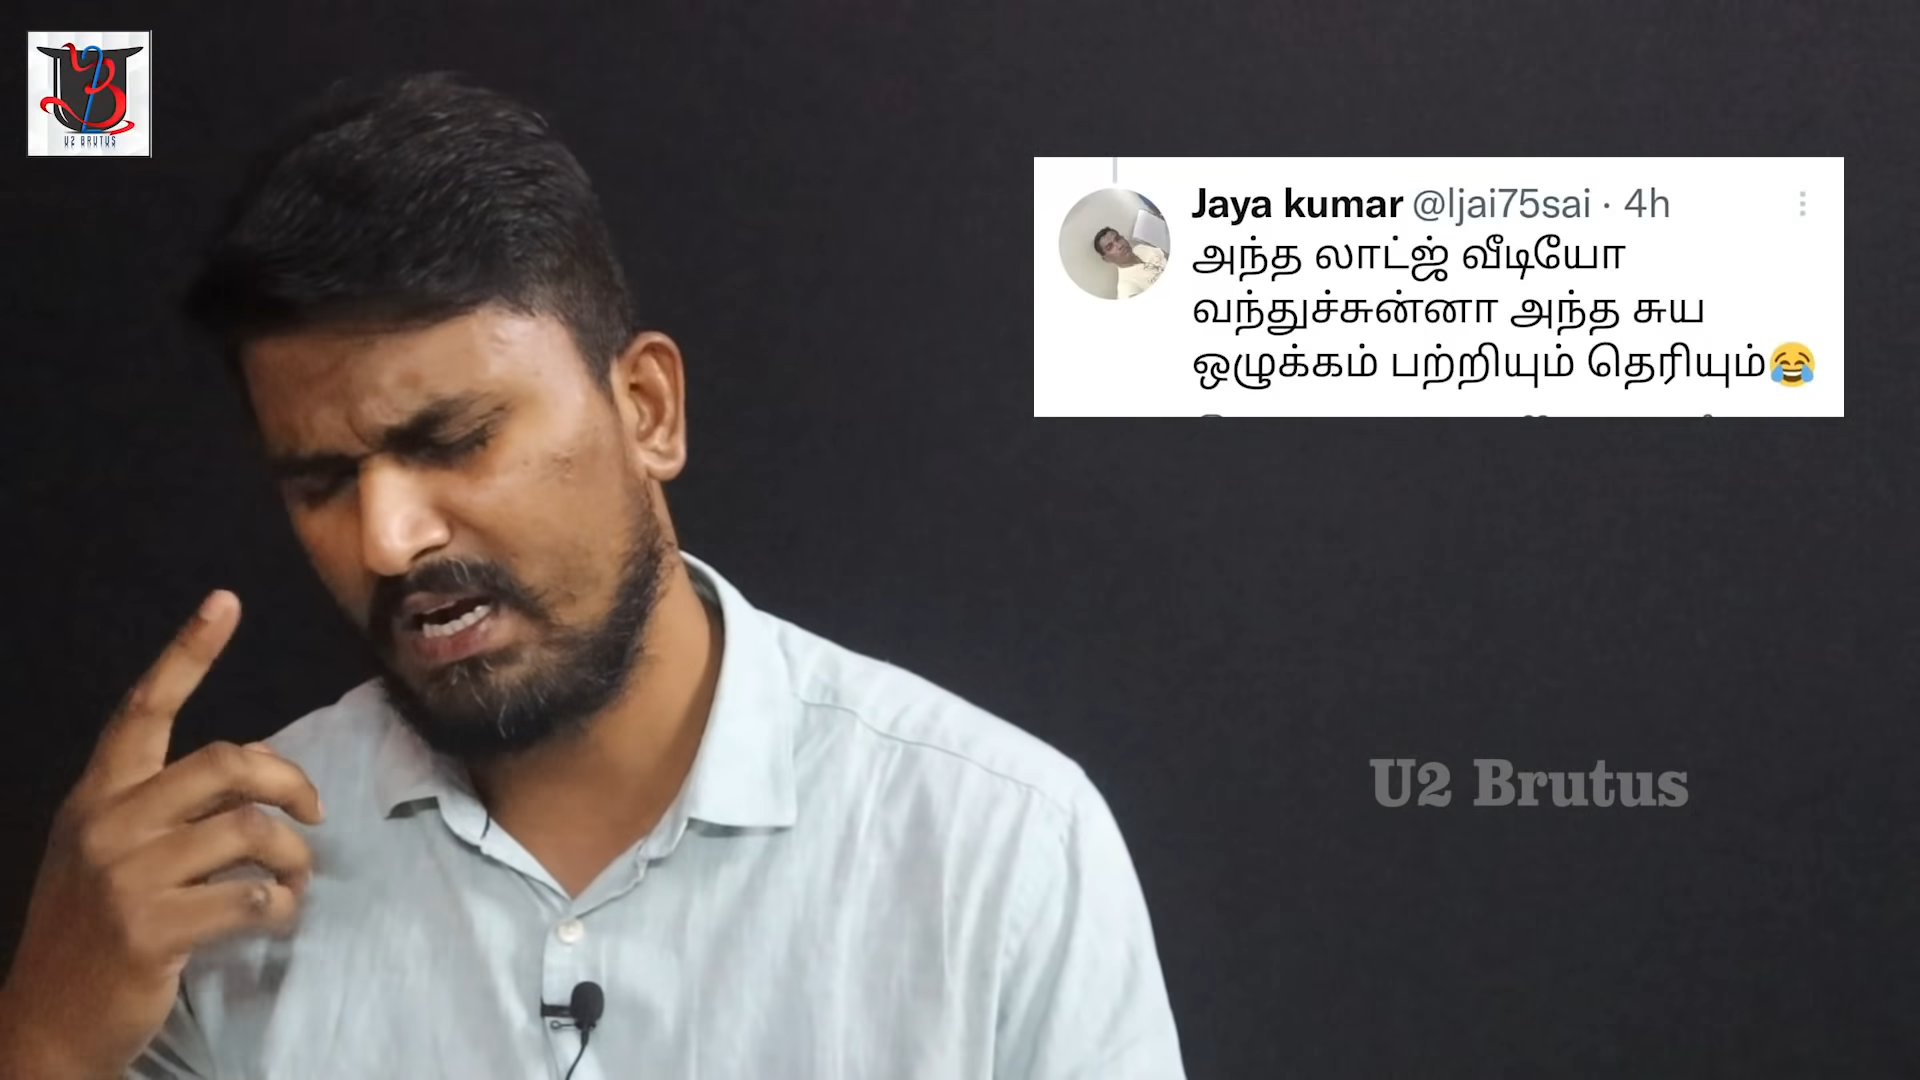 U2 BRUTUS
Jaya kumar @ljai75sai · 4h
அந்த லாட்ஜ் வீடியோ
வந்துச்சுன்னா அந்த சுய
ஒழுக்கம் பற்றியும் தெரியும்😂
U2 Brutus